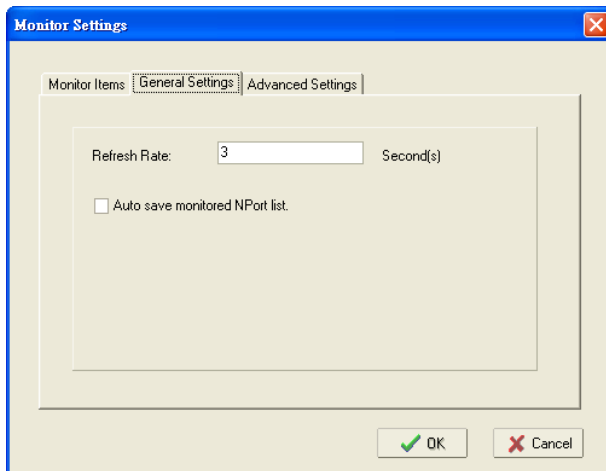 Monitor Settings
Monitor Items General Settings Advanced Settings
Refresh Rate: 3 Second(s)
Auto save monitored NPort list.
OK Cancel